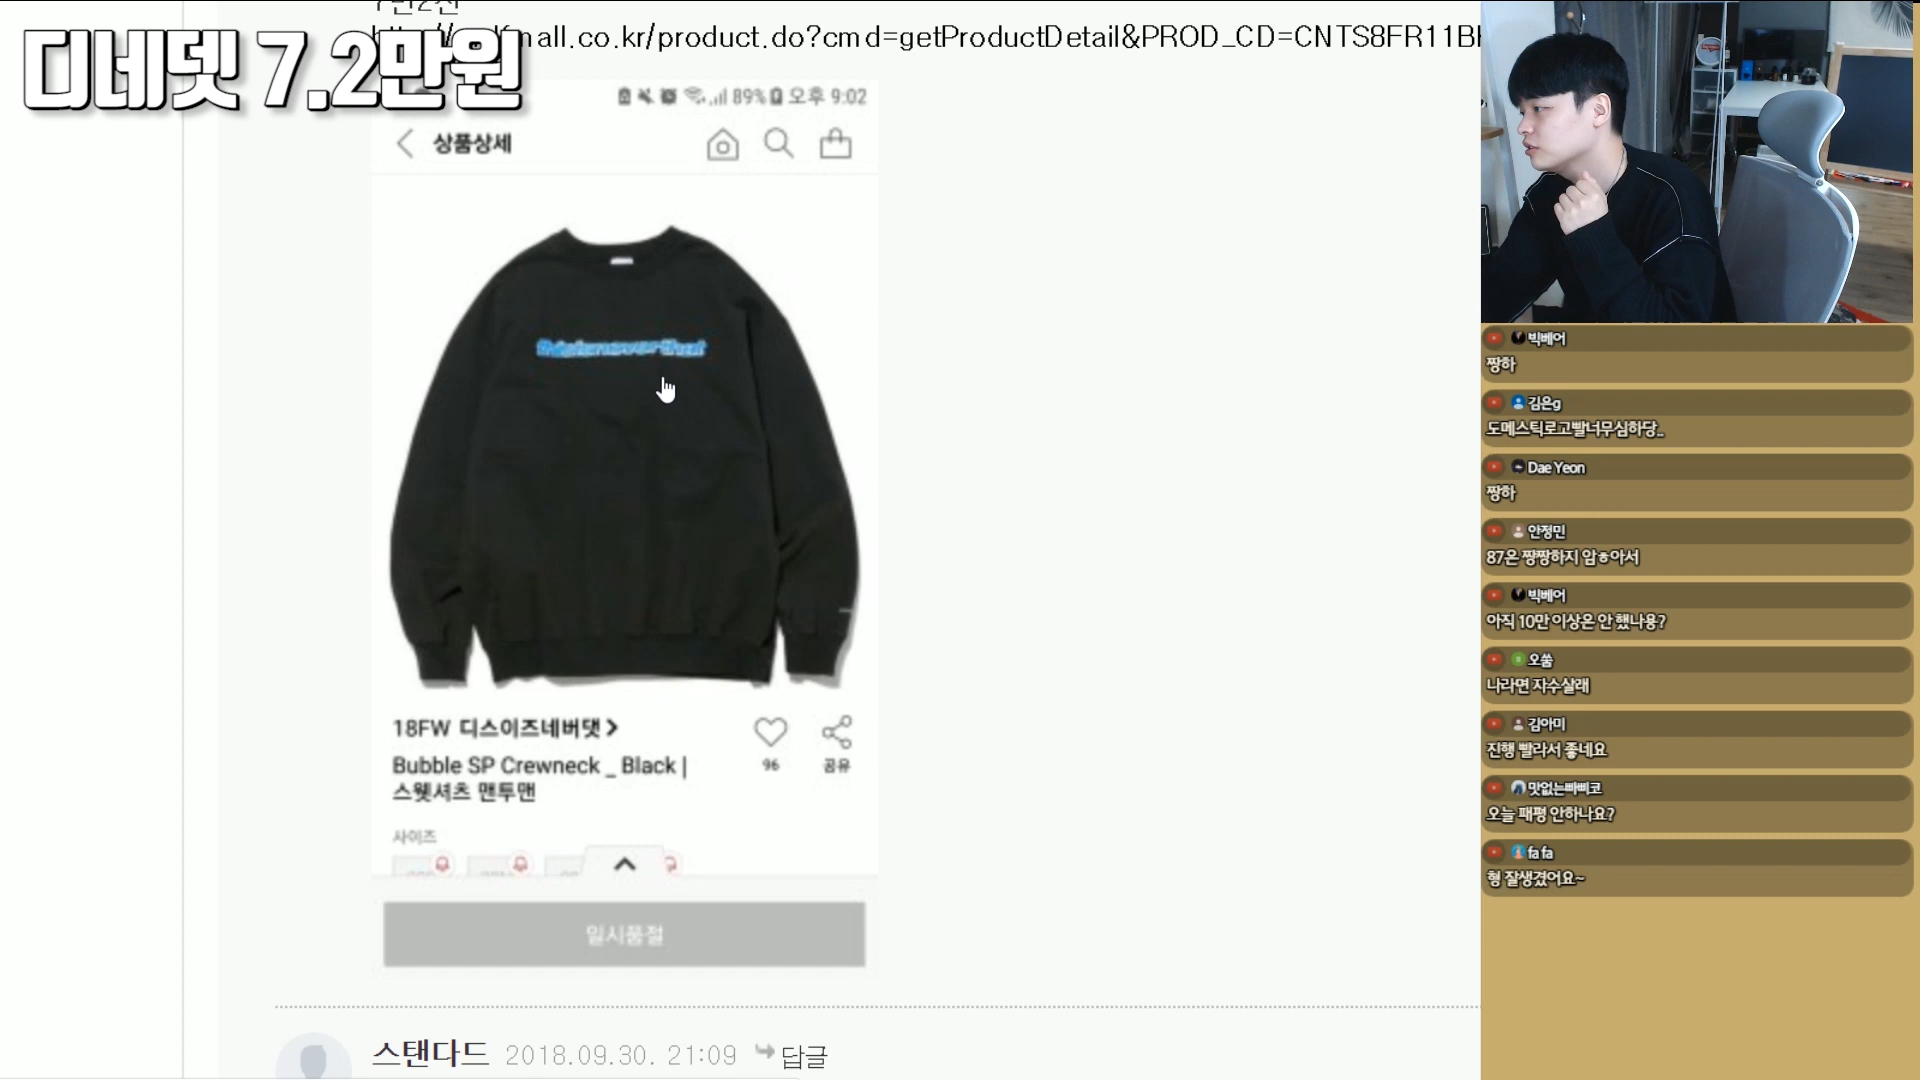 디네뎃 7.2만원
all.co.kr/product.do?cmd=getProductDetail&PROD_CD=CNTS8FR11B
89% 오후 9:02
상품상세
thisisneverthat
18FW 디스이즈네버댓
96 공유
Bubble SP Crewneck _ Black |
스웻셔츠 맨투맨
사이즈
일시품절
스탠다드 2018.09.30. 21:09 답글
빅베어
짱하
김은g
도메스틱로고빨너무심하당_
Dae Yeon
짱하
안정민
87은 짱짱하지 암ㅎ아서
빅베어
아직 10만 이상은 안 했나용?
오쏨
나라면 자수살래
김아미
진행 빨라서 좋네요
맛없는빠삐코
오늘 패평 안하나요?
fa fa
형 잘생겼어요~